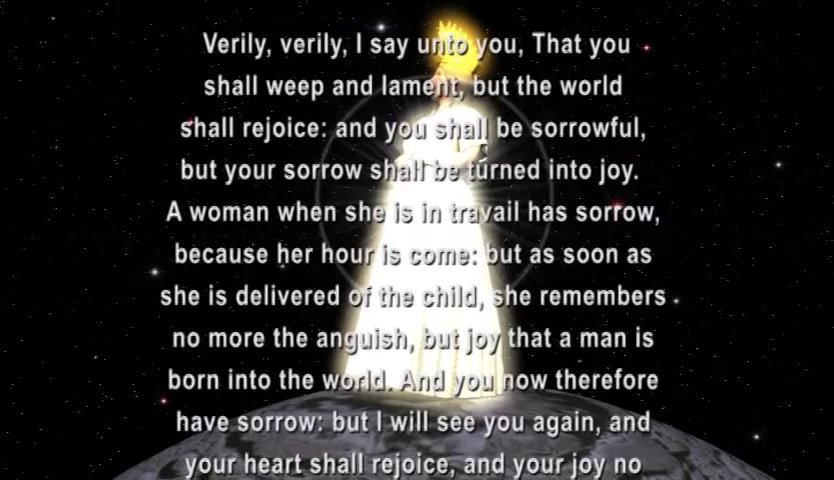 Verily, verily, I say unto you, That you
shall weep and lament, but the world
shall rejoice: and you shall be sorrowful,
but your sorrow shall be turned into joy.
A woman when she is in travail has sorrow,
because her hour is come: but as soon as
she is delivered of the child, she remembers
no more the anguish, but joy that a man is
born into the world. And you now therefore
have sorrow: but I will see you again, and
your heart shall rejoice, and your joy no